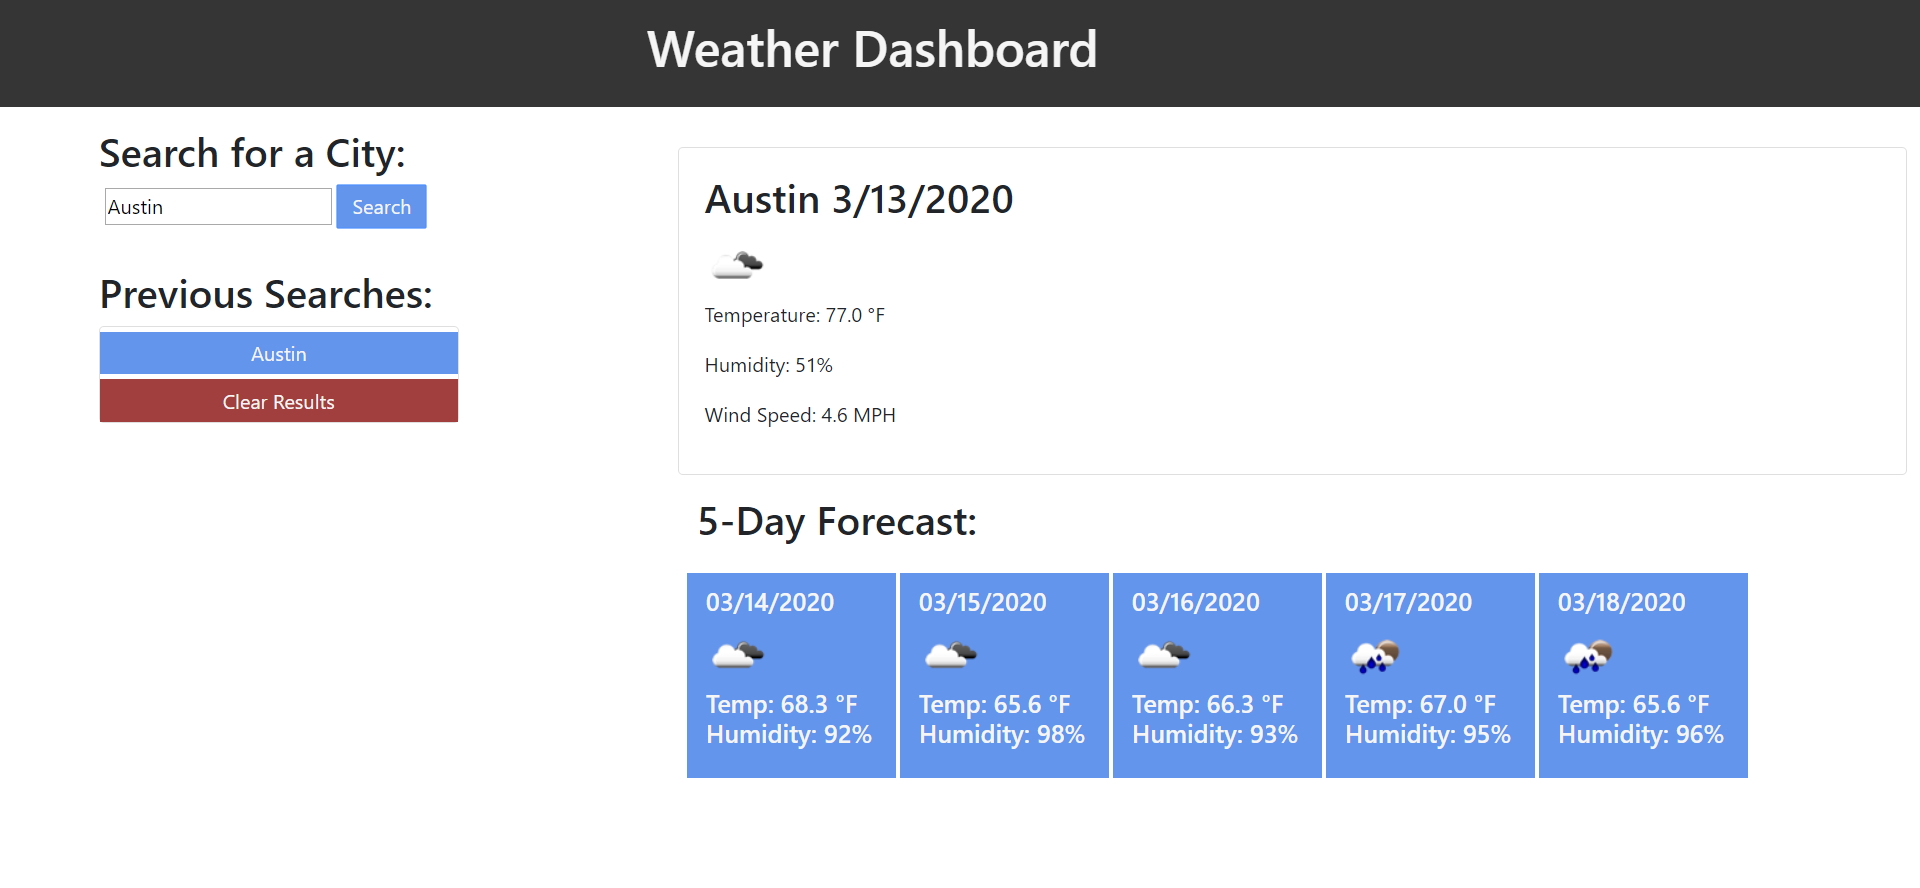 Weather Dashboard
Search for a City:
Austin
Search
Previous Searches:
Austin
Clear Results
Austin 3/13/2020
Temperature: 77.0 °F
Humidity: 51%
Wind Speed: 4.6 MPH
5-Day Forecast:
03/14/2020
Temp: 68.3 °F
Humidity: 92%
03/15/2020
Temp: 65.6 °F
Humidity: 98%
03/16/2020
Temp: 66.3 °F
Humidity: 93%
03/17/2020
Temp: 67.0 °F
Humidity: 95%
03/18/2020
Temp: 65.6 °F
Humidity: 96%